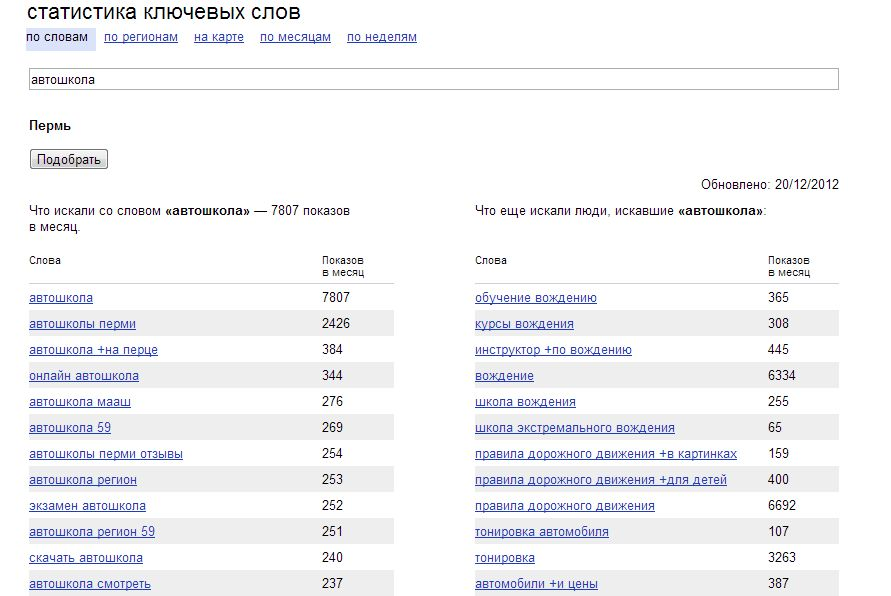 статистика ключевых слов
по словам по регионам на карте по месяцам по неделям
автошкола
Пермь
Подобрать
Обновлено: 20/12/2012
Что искали со словом «автошкола» — 7807 показов
в месяц.
Слова Показов
в месяц
автошкола 7807
автошколы перми 2426
автошкола +на перце 384
онлайн автошкола 344
автошкола мааш 276
автошкола 59 269
автошколы перми отзывы 254
автошкола регион 253
экзамен автошкола 252
автошкола регион 59 251
скачать автошкола 240
автошкола смотреть 237
Что еще искали люди, искавшие «автошкола»:
Слова Показов
в месяц
обучение вождению 365
курсы вождения 308
инструктор +по вождению 445
вождение 6334
школа вождения 255
школа экстремального вождения 65
правила дорожного движения +в картинках 159
правила дорожного движения +для детей 400
правила дорожного движения 6692
тонировка автомобиля 107
тонировка 3263
автомобили +и цены 387